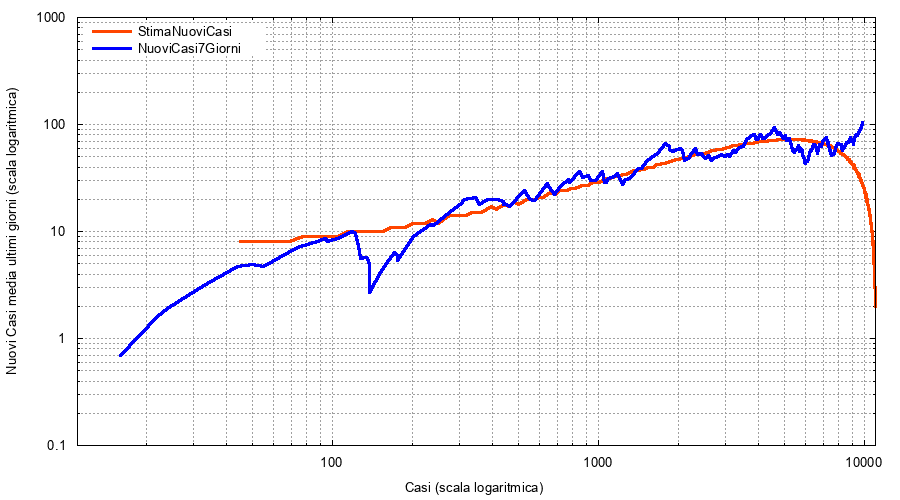 1000
100
10
1
0.1
Nuovi Casi media ultimi giorni (scala logaritmica)
StimaNuoviCasi
NuoviCasi7Giorni
100
1000
10000
Casi (scala logaritmica)